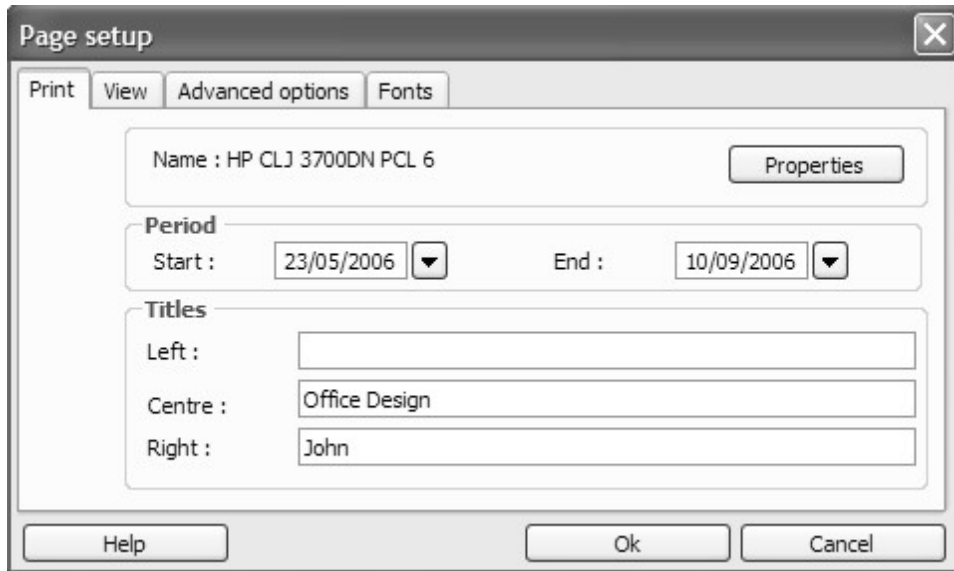 Page setup
Print View Advanced options Fonts
Name : HP CLJ 3700DN PCL 6 Properties
Period
Start : 23/05/2006 End : 10/09/2006
Titles
Left :
Centre : Office Design
Right : John
Help Ok Cancel